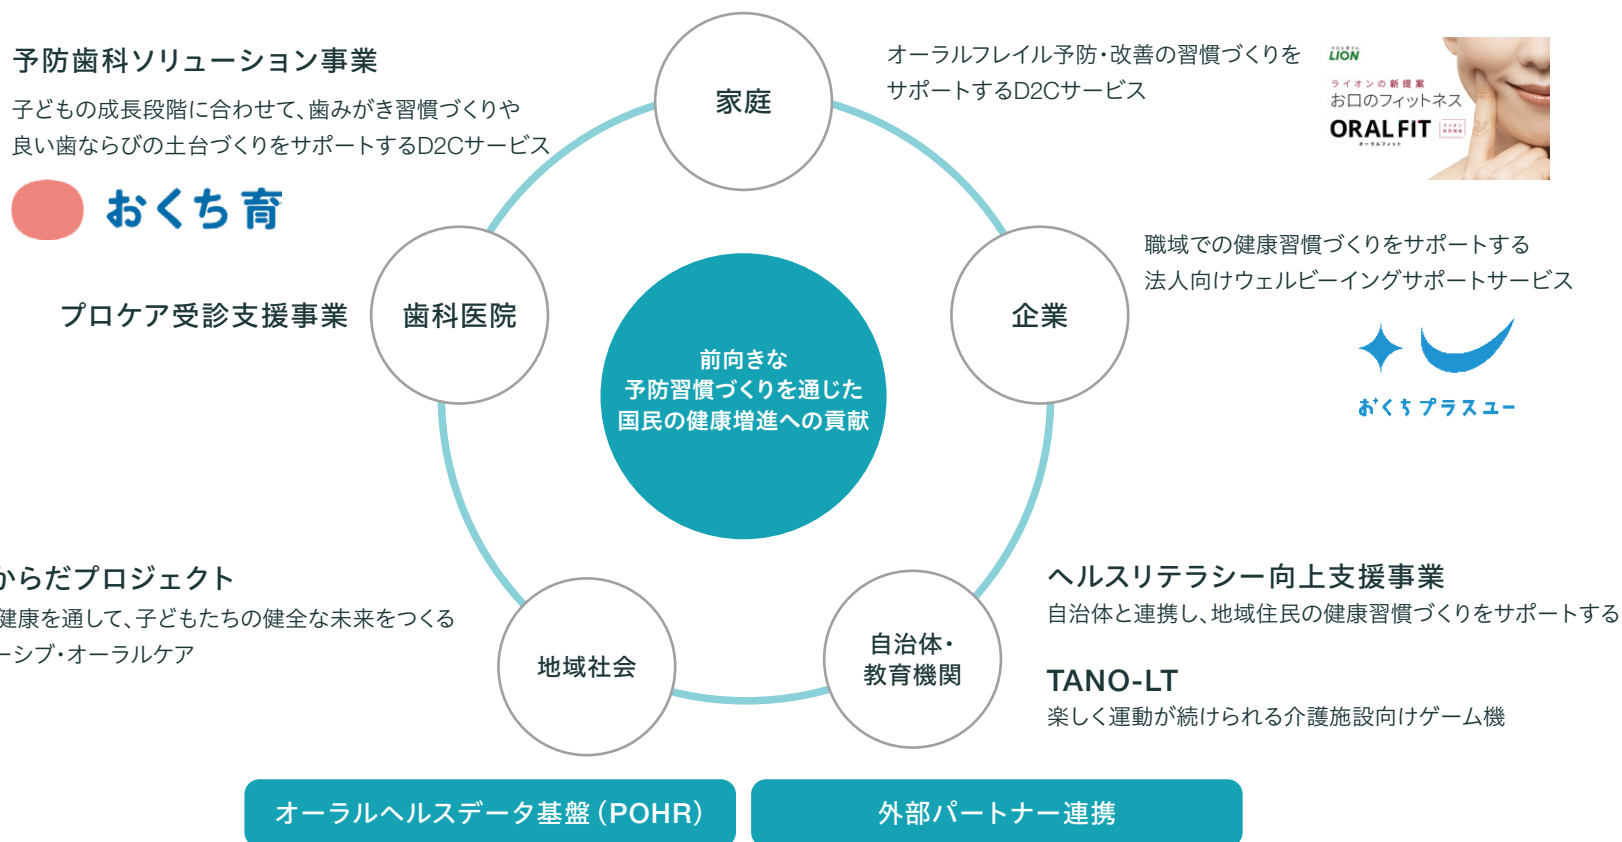 予防歯科ソリューション事業
子どもの成長段階に合わせて、歯みがき習慣づくりや
良い歯ならびの土台づくりをサポートするD2Cサービス
おくち育
家庭
オーラルフレイル予防・改善の習慣づくりを
サポートするD2Cサービス
LION
ライオンの新提案
お口のフィットネス
ORALFIT
オーラルフィット
プロケア受診支援事業
歯科医院
企業
職域での健康習慣づくりをサポートする
法人向けウェルビーイングサポートサービス
おくちプラスユー
前向きな
予防習慣づくりを通じた
国民の健康増進への貢献
からだプロジェクト
健康を通して、子どもたちの健全な未来をつくる
ーシブ・オーラルケア
地域社会
自治体・
教育機関
ヘルスリテラシー向上支援事業
自治体と連携し、地域住民の健康習慣づくりをサポートする
TANO-LT
楽しく運動が続けられる介護施設向けゲーム機
オーラルヘルスデータ基盤（POHR）
外部パートナー連携